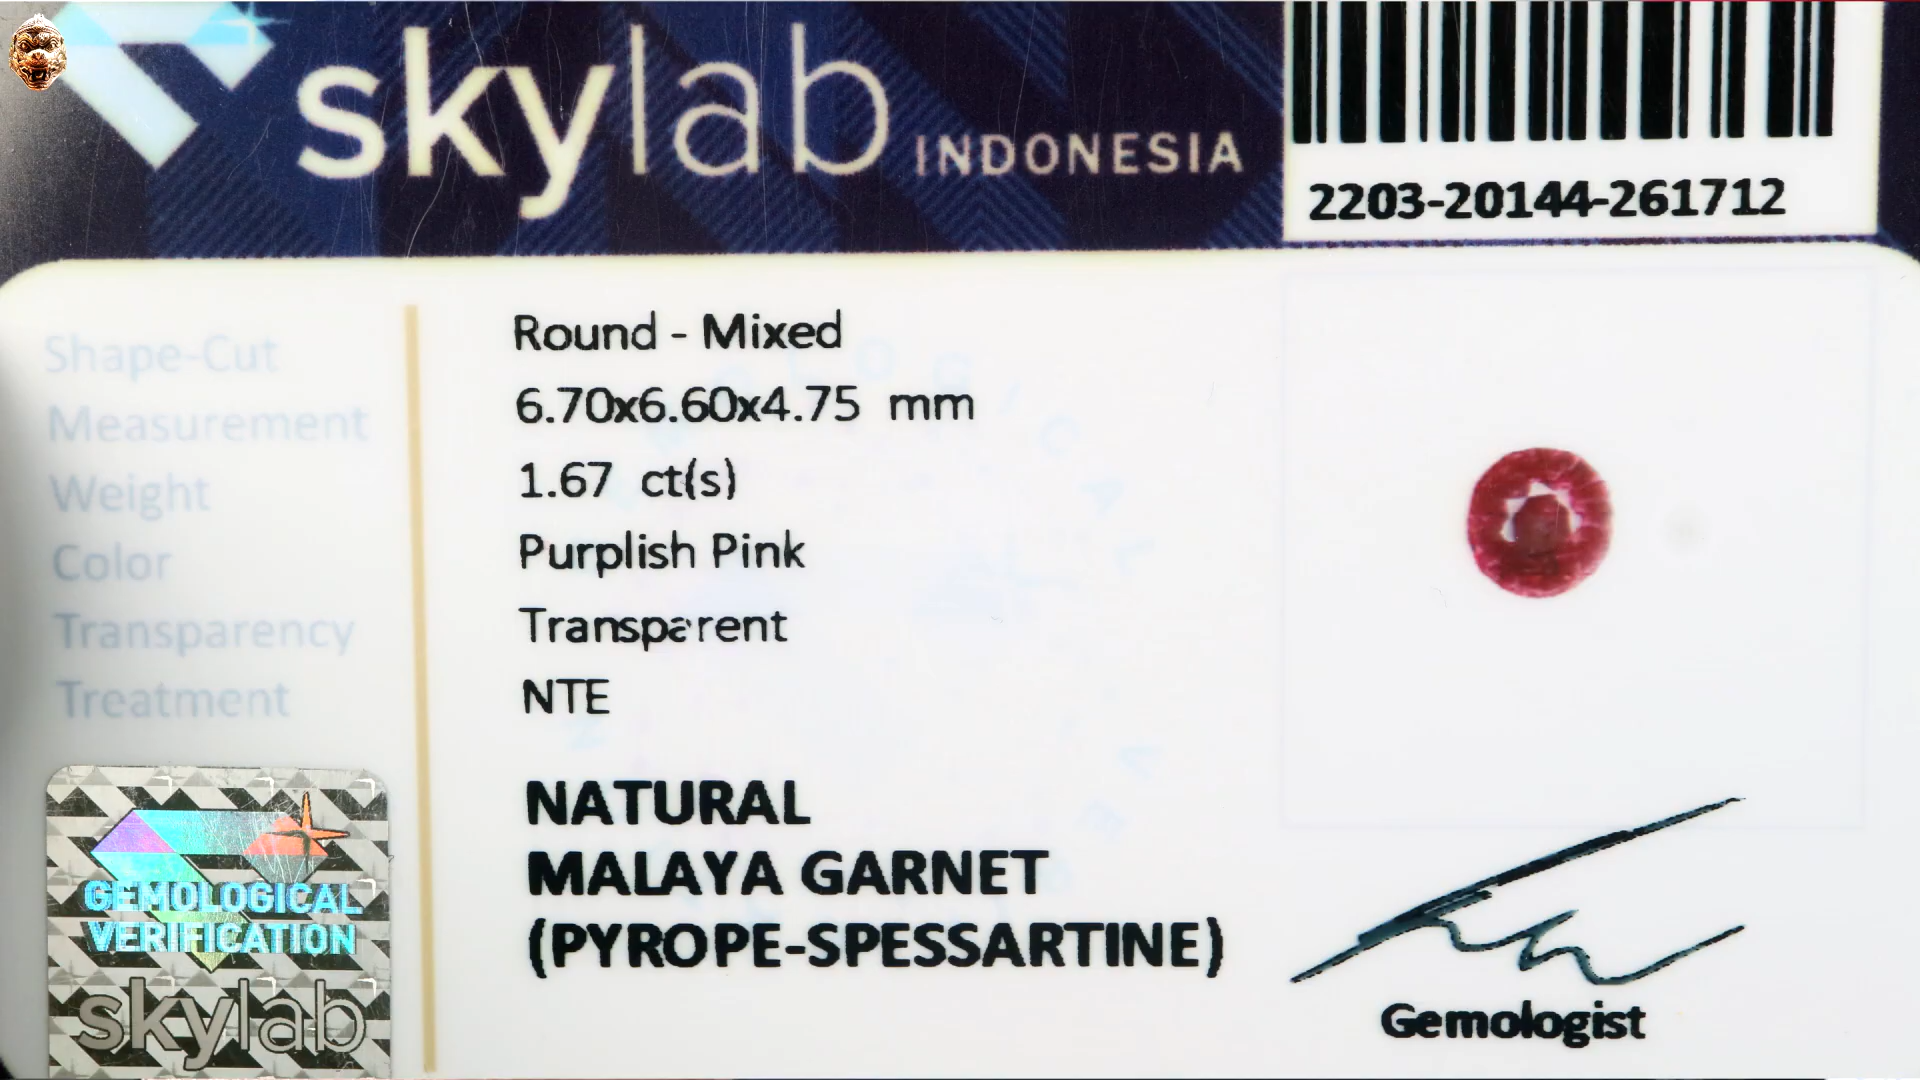 skylab INDONESIA
2203-20144-261712
Shape-Cut Round - Mixed
Measurement 6.70x6.60x4.75 mm
Weight 1.67 ct(s)
Color Purplish Pink
Transparency Transparent
Treatment NTE
NATURAL
MALAYA GARNET
(PYROPE-SPESSARTINE)
GEMOLOGICAL
VERIFICATION
skylab
Gemologist